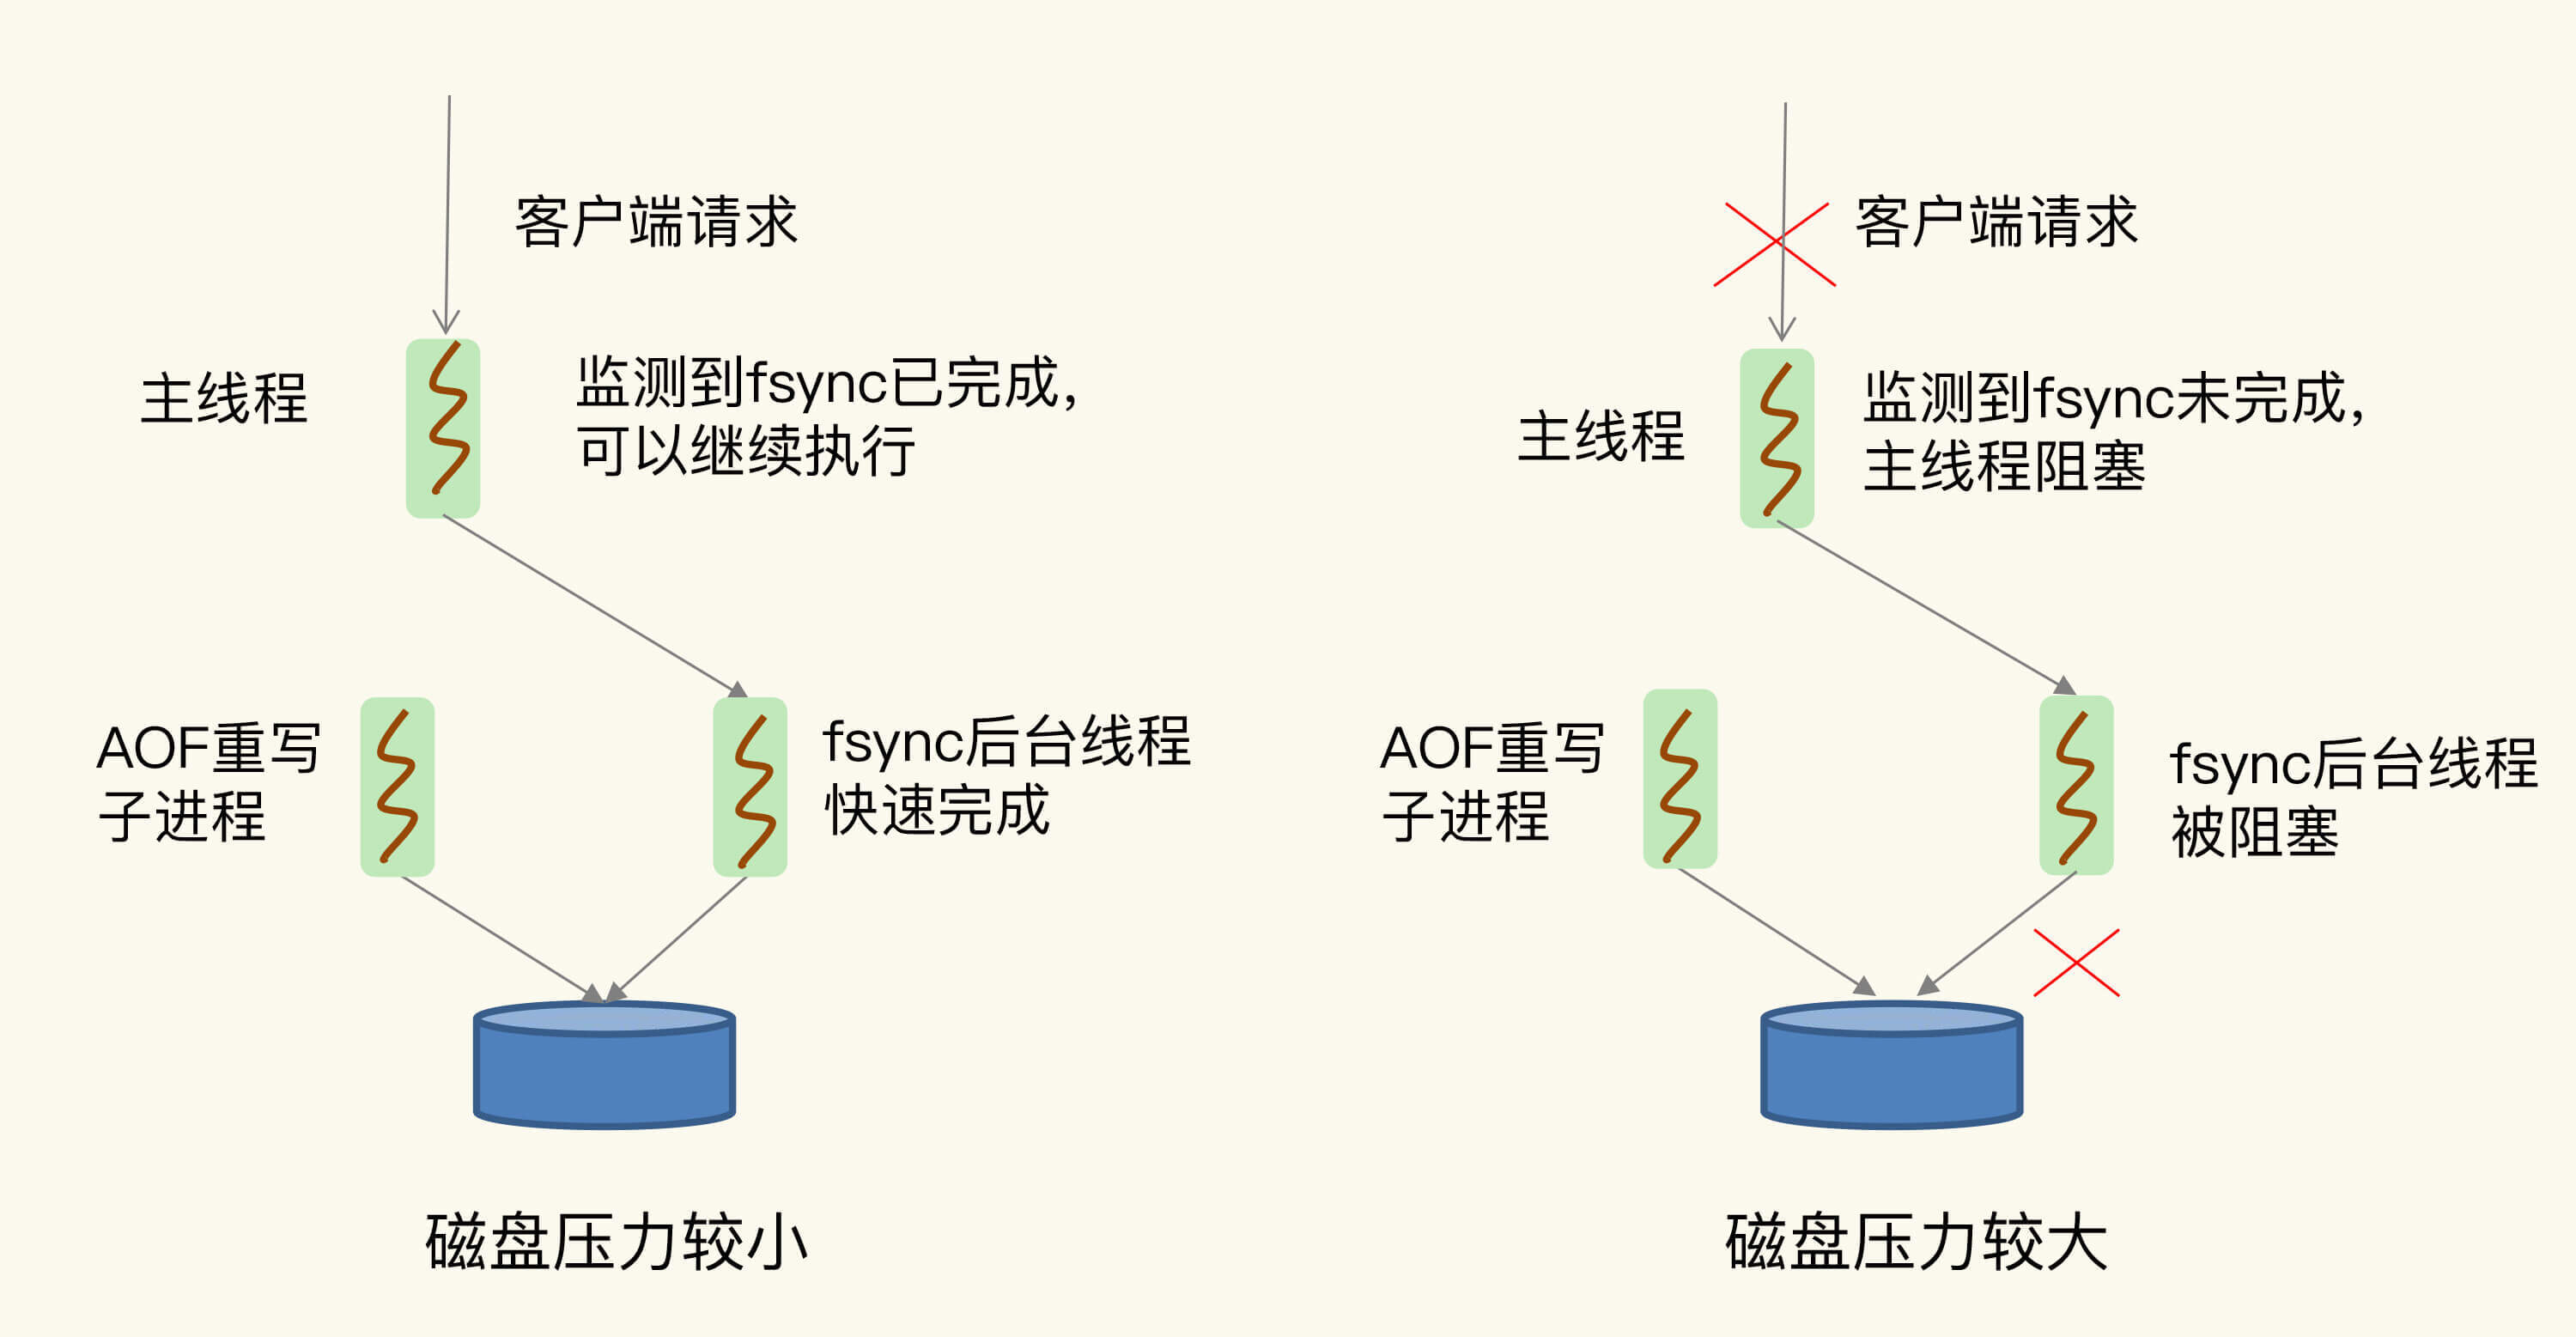 客户端请求
主线程
监测到fsync已完成，
可以继续执行
AOF重写
子进程
fsync后台线程
快速完成
磁盘压力较小
客户端请求
主线程
监测到fsync未完成，
主线程阻塞
AOF重写
子进程
fsync后台线程
被阻塞
磁盘压力较大